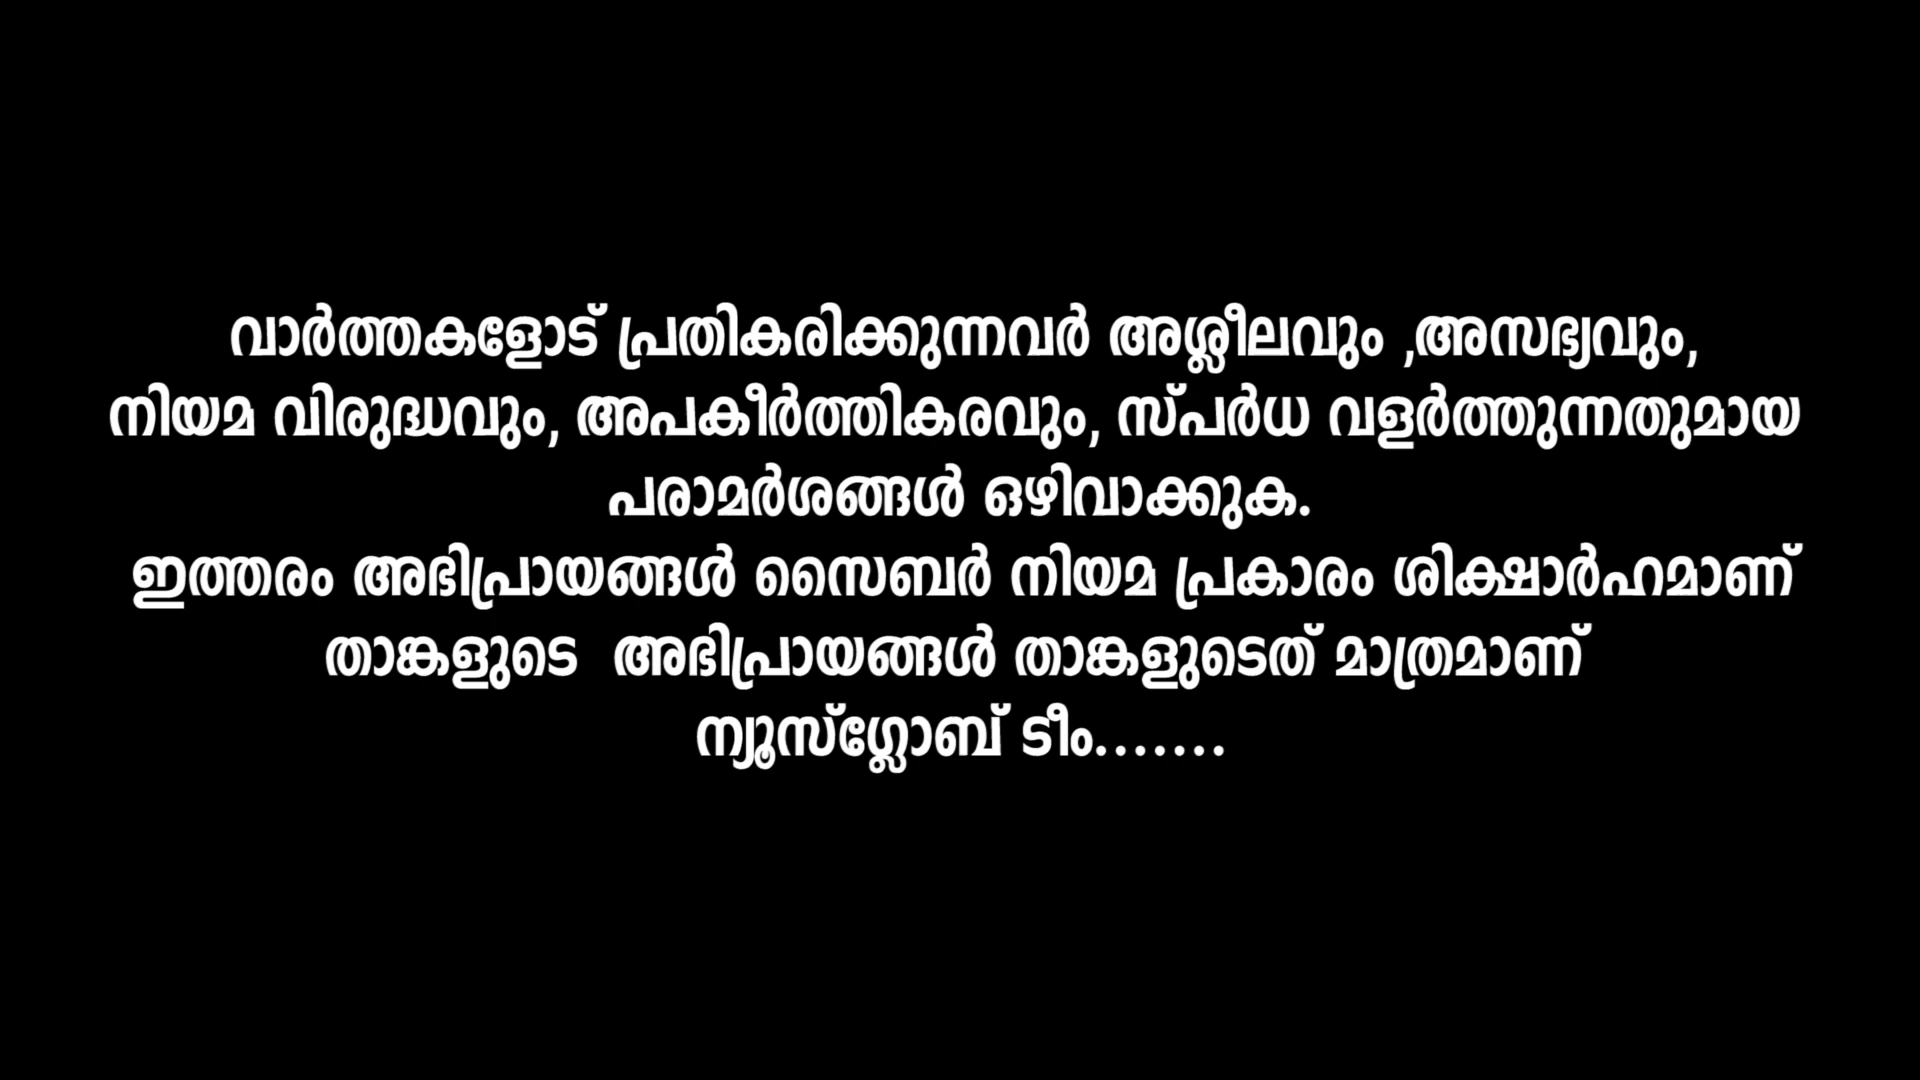 വാർത്തകളോട് പ്രതികരിക്കുന്നവർ അശ്ലീലവും ,അസഭ്യവും,
നിയമ വിരുദ്ധവും, അപകീർത്തികരവും, സ്പർധ വളർത്തുന്നതുമായ
പരാമർശങ്ങൾ ഒഴിവാക്കുക.
ഇത്തരം അഭിപ്രായങ്ങൾ സൈബർ നിയമ പ്രകാരം ശിക്ഷാർഹമാണ്
താങ്കളുടെ  അഭിപ്രായങ്ങൾ താങ്കളുടെത് മാത്രമാണ്
ന്യൂസ്ഗ്ലോബ് ടീം.......